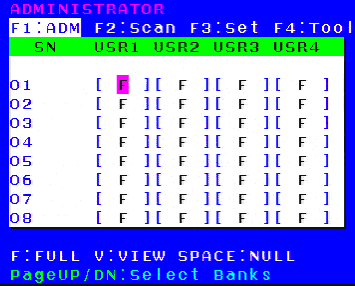 ADMINISTRATOR
F1:ADM F2:Scan F3:Set F4:Tool
SN USR1 USR2 USR3 USR4
01 [ F ][ F ][ F ][ F ]
02 [ F ][ F ][ F ][ F ]
03 [ F ][ F ][ F ][ F ]
04 [ F ][ F ][ F ][ F ]
05 [ F ][ F ][ F ][ F ]
06 [ F ][ F ][ F ][ F ]
07 [ F ][ F ][ F ][ F ]
08 [ F ][ F ][ F ][ F ]
F:FULL V:VIEW SPACE:NULL
PageUP/DN:Select Banks